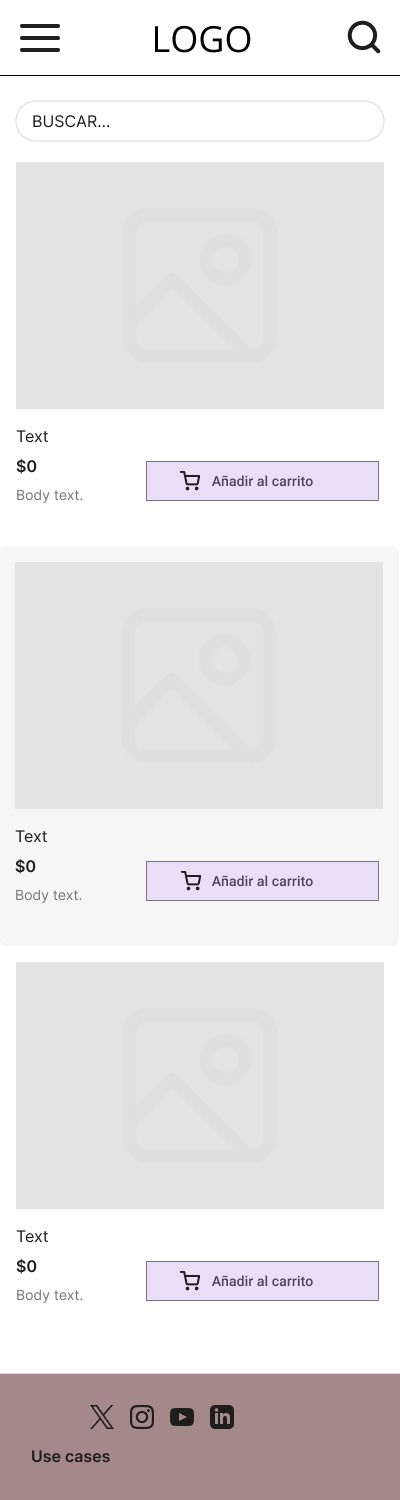 LOGO
BUSCAR...
Text
$0
Body text.
Añadir al carrito
Text
$0
Body text.
Añadir al carrito
Text
$0
Body text.
Añadir al carrito
Use cases